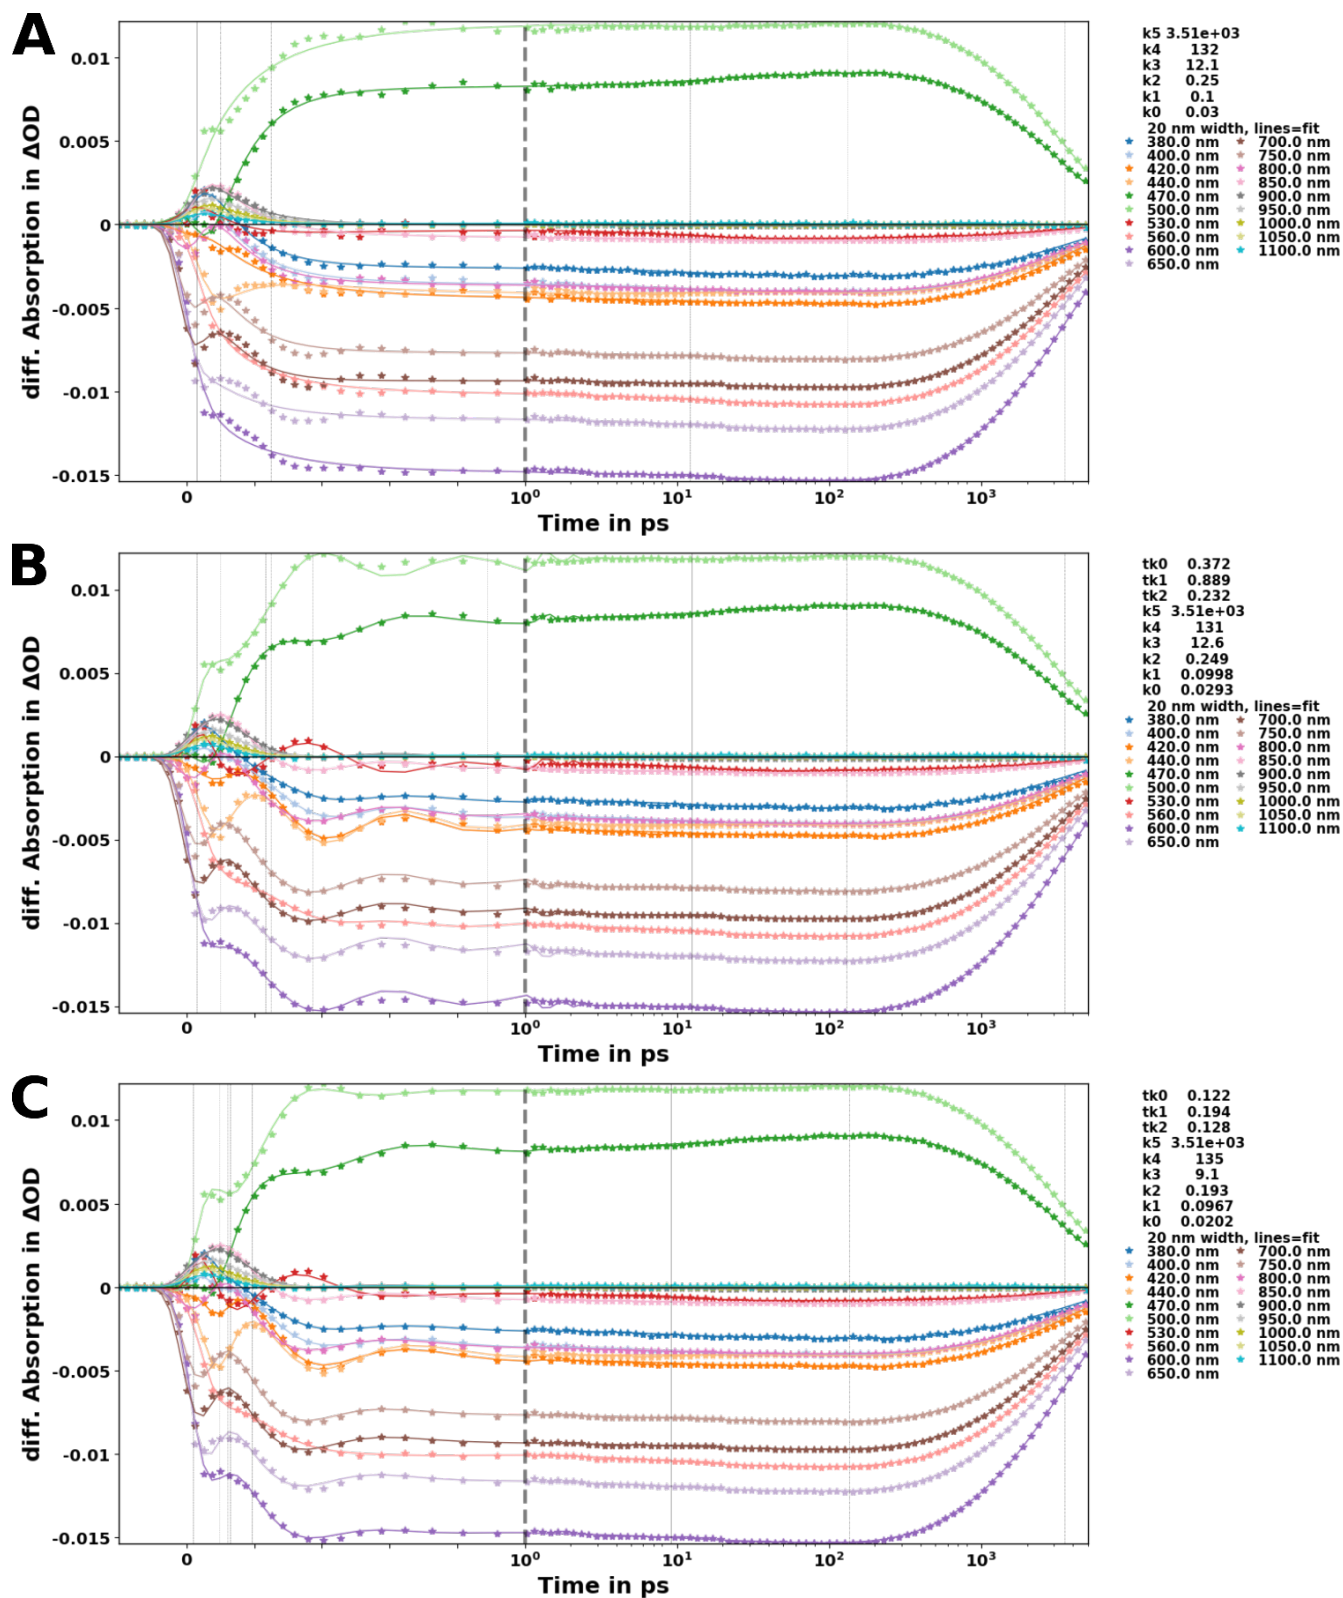 A
0.01
0.005
0
-0.005
-0.01
-0.015
diff. Absorption in ΔOD
0
10⁰
10¹
10²
10³
Time in ps
k5 3.51e+03
k4 132
k3 12.1
k2 0.25
k1 0.1
k0 0.03
20 nm width, lines=fit
380.0 nm 700.0 nm
400.0 nm 750.0 nm
420.0 nm 800.0 nm
440.0 nm 850.0 nm
470.0 nm 900.0 nm
500.0 nm 950.0 nm
530.0 nm 1000.0 nm
560.0 nm 1050.0 nm
600.0 nm 1100.0 nm
650.0 nm
B
0.01
0.005
0
-0.005
-0.01
-0.015
diff. Absorption in ΔOD
0
10⁰
10¹
10²
10³
Time in ps
tk0 0.372
tk1 0.889
tk2 0.232
k5 3.51e+03
k4 131
k3 12.6
k2 0.249
k1 0.0998
k0 0.0293
20 nm width, lines=fit
380.0 nm 700.0 nm
400.0 nm 750.0 nm
420.0 nm 800.0 nm
440.0 nm 850.0 nm
470.0 nm 900.0 nm
500.0 nm 950.0 nm
530.0 nm 1000.0 nm
560.0 nm 1050.0 nm
600.0 nm 1100.0 nm
650.0 nm
C
0.01
0.005
0
-0.005
-0.01
-0.015
diff. Absorption in ΔOD
0
10⁰
10¹
10²
10³
Time in ps
tk0 0.122
tk1 0.194
tk2 0.128
k5 3.51e+03
k4 135
k3 9.1
k2 0.193
k1 0.0967
k0 0.0202
20 nm width, lines=fit
380.0 nm 700.0 nm
400.0 nm 750.0 nm
420.0 nm 800.0 nm
440.0 nm 850.0 nm
470.0 nm 900.0 nm
500.0 nm 950.0 nm
530.0 nm 1000.0 nm
560.0 nm 1050.0 nm
600.0 nm 1100.0 nm
650.0 nm